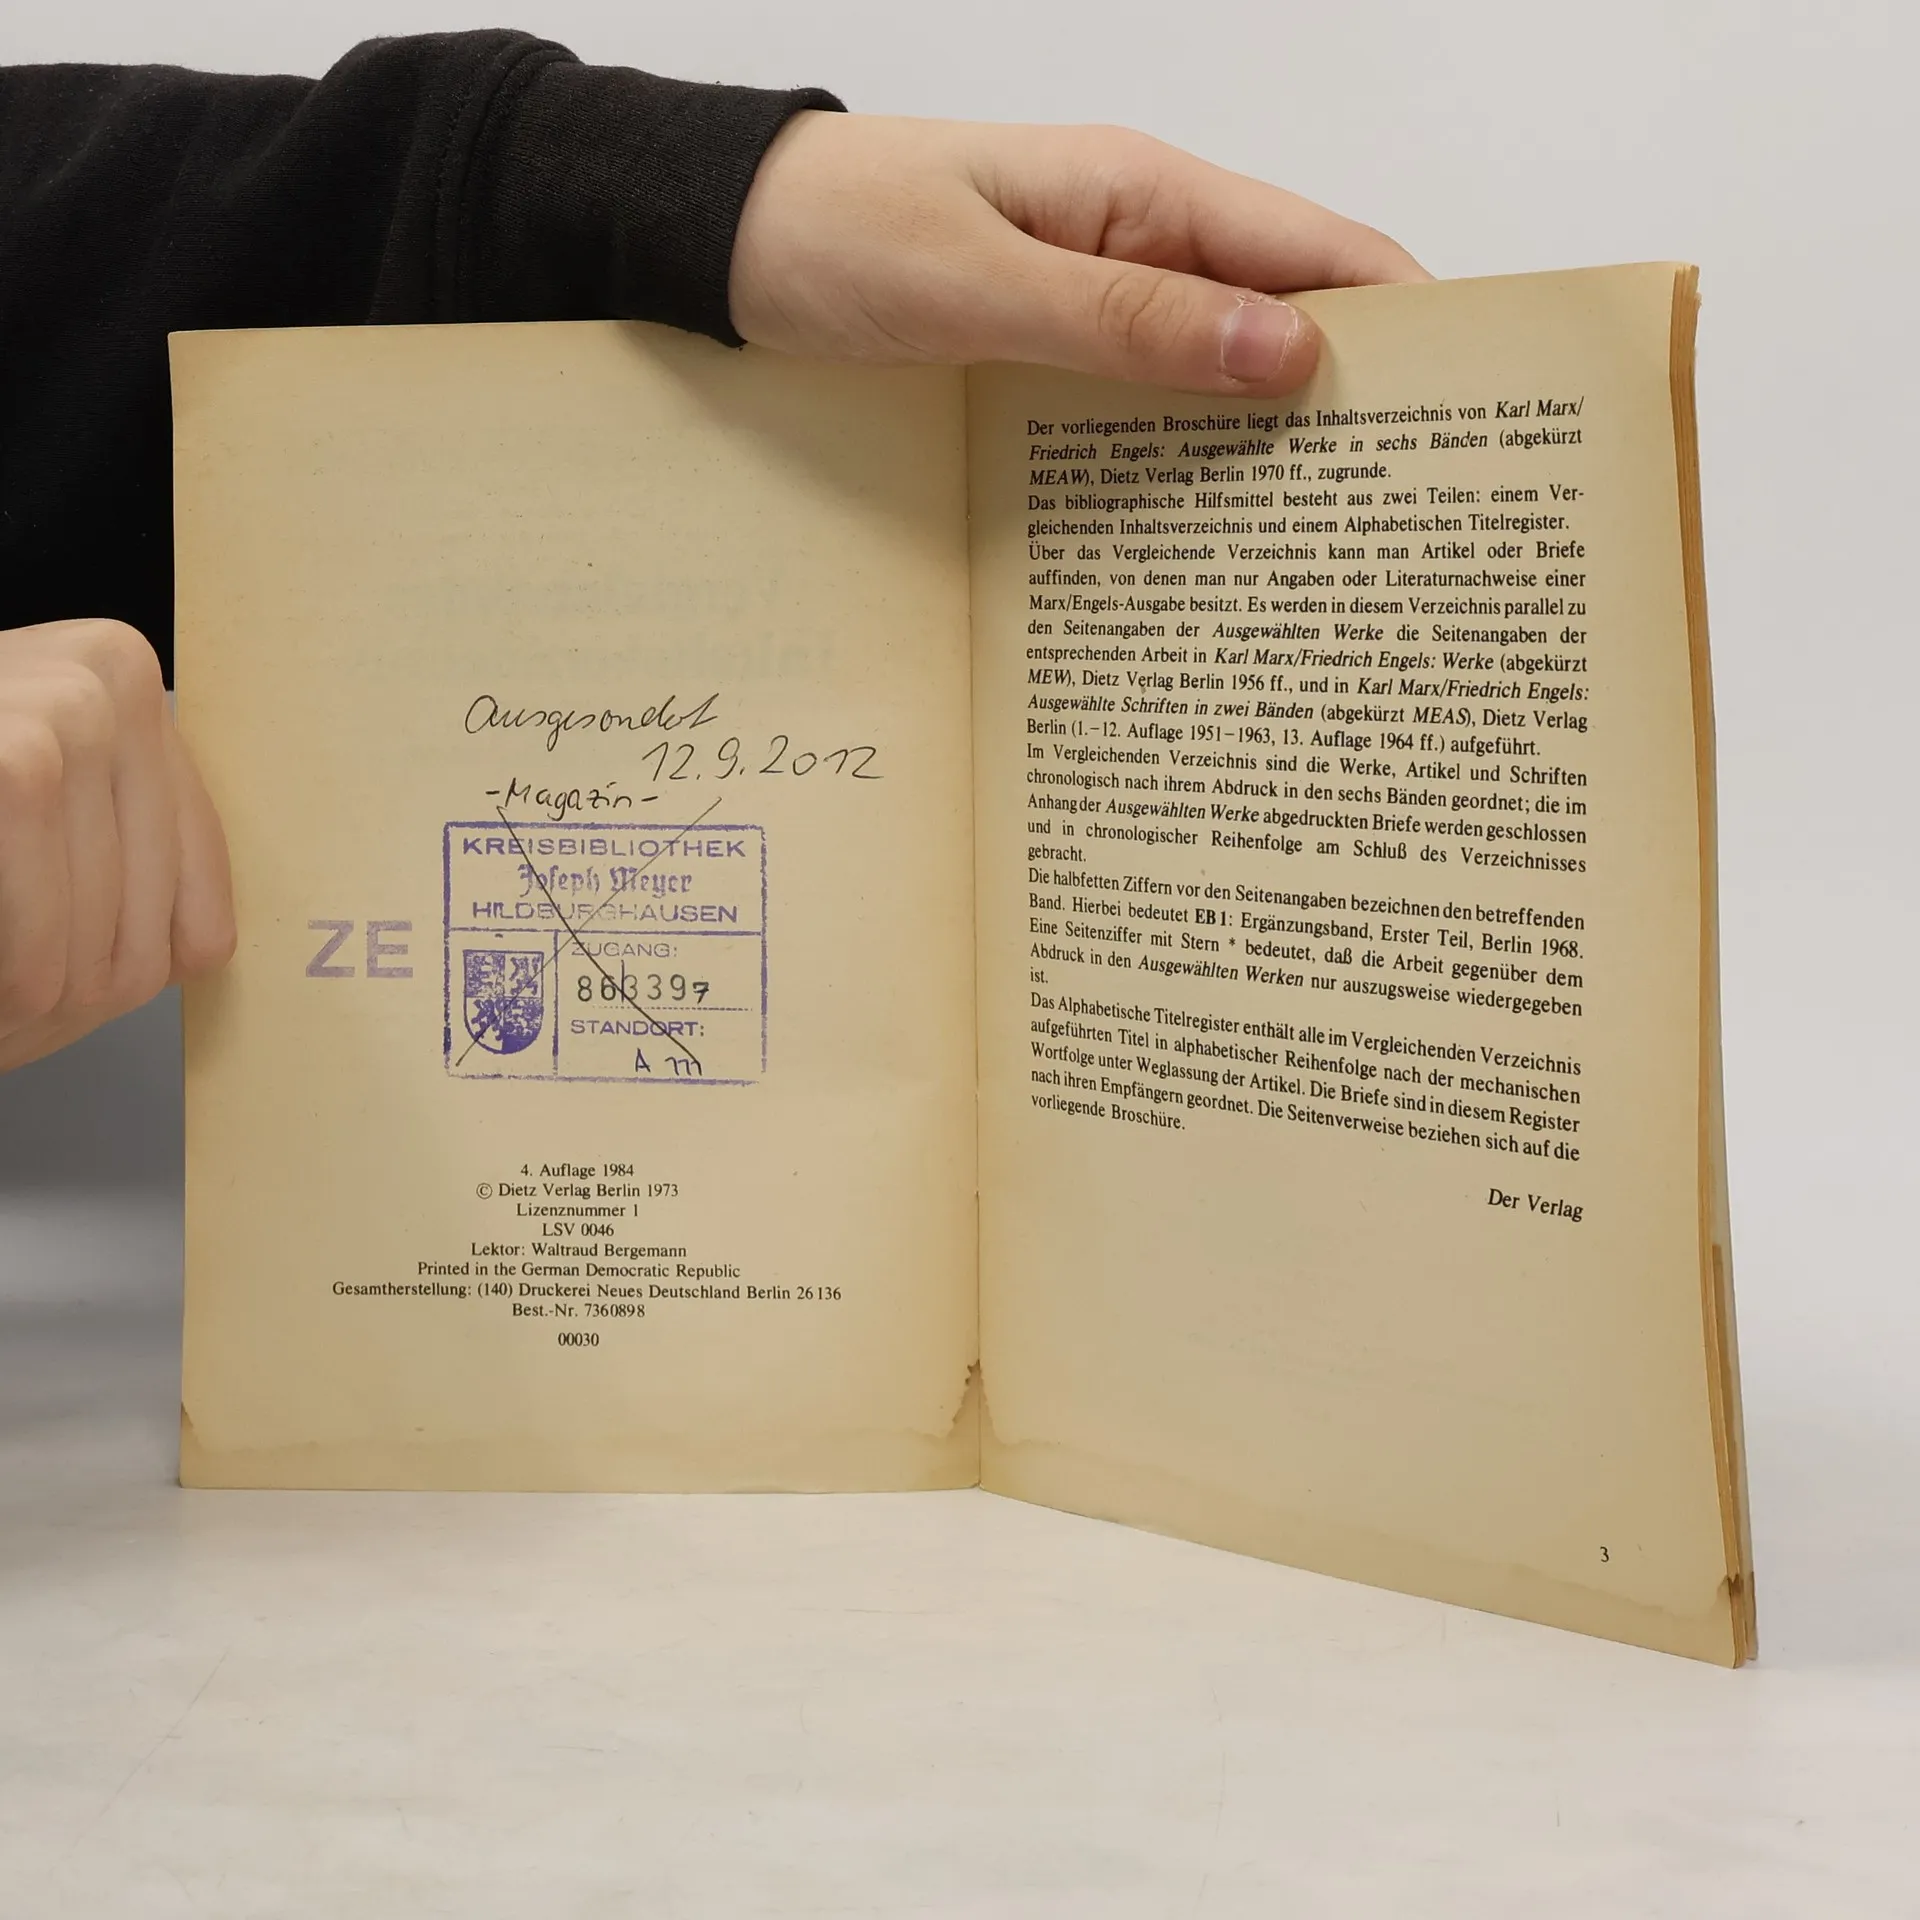 Ausgesondert
12.9.2012
-Magazin-
KREISBIBLIOTHEK
Joseph Meyer
HILDBURGHAUSEN
ZE
ZUGANG:
863397
STANDORT:
A m
4. Auflage 1984
© Dietz Verlag Berlin 1973
Lizenznummer 1
LSV 0046
Lektor: Waltraud Bergemann
Printed in the German Democratic Republic
Gesamtherstellung: (140) Druckerei Neues Deutschland Berlin 26 136
Best.-Nr. 7360898
00030
Der vorliegenden Broschüre liegt das Inhaltsverzeichnis von Karl Marx/
Friedrich Engels: Ausgewählte Werke in sechs Bänden (abgekürzt
MEAW), Dietz Verlag Berlin 1970 ff., zugrunde.
Das bibliographische Hilfsmittel besteht aus zwei Teilen: einem Ver-
gleichenden Inhaltsverzeichnis und einem Alphabetischen Titelregister.
Über das Vergleichende Verzeichnis kann man Artikel oder Briefe
auffinden, von denen man nur Angaben oder Literaturnachweise einer
Marx/Engels-Ausgabe besitzt. Es werden in diesem Verzeichnis parallel zu
den Seitenangaben der Ausgewählten Werke die Seitenangaben der
entsprechenden Arbeit in Karl Marx/Friedrich Engels: Werke (abgekürzt
MEW), Dietz Verlag Berlin 1956 ff., und in Karl Marx/Friedrich Engels:
Ausgewählte Schriften in zwei Bänden (abgekürzt MEAS), Dietz Verlag
Berlin (1.–12. Auflage 1951–1963, 13. Auflage 1964 ff.) aufgeführt.
Im Vergleichenden Verzeichnis sind die Werke, Artikel und Schriften
chronologisch nach ihrem Abdruck in den sechs Bänden geordnet; die im
Anhang der Ausgewählten Werke abgedruckten Briefe werden geschlossen
und in chronologischer Reihenfolge am Schluß des Verzeichnisses
gebracht.
Die halbfetten Ziffern vor den Seitenangaben bezeichnen den betreffenden
Band. Hierbei bedeutet EB 1: Ergänzungsband, Erster Teil, Berlin 1968.
Eine Seitenziffer mit Stern * bedeutet, daß die Arbeit gegenüber dem
Abdruck in den Ausgewählten Werken nur auszugsweise wiedergegeben
ist.
Das Alphabetische Titelregister enthält alle im Vergleichenden Verzeichnis
aufgeführten Titel in alphabetischer Reihenfolge nach der mechanischen
Wortfolge unter Weglassung der Artikel. Die Briefe sind in diesem Register
nach ihren Empfängern geordnet. Die Seitenverweise beziehen sich auf die
vorliegende Broschüre.
Der Verlag
3